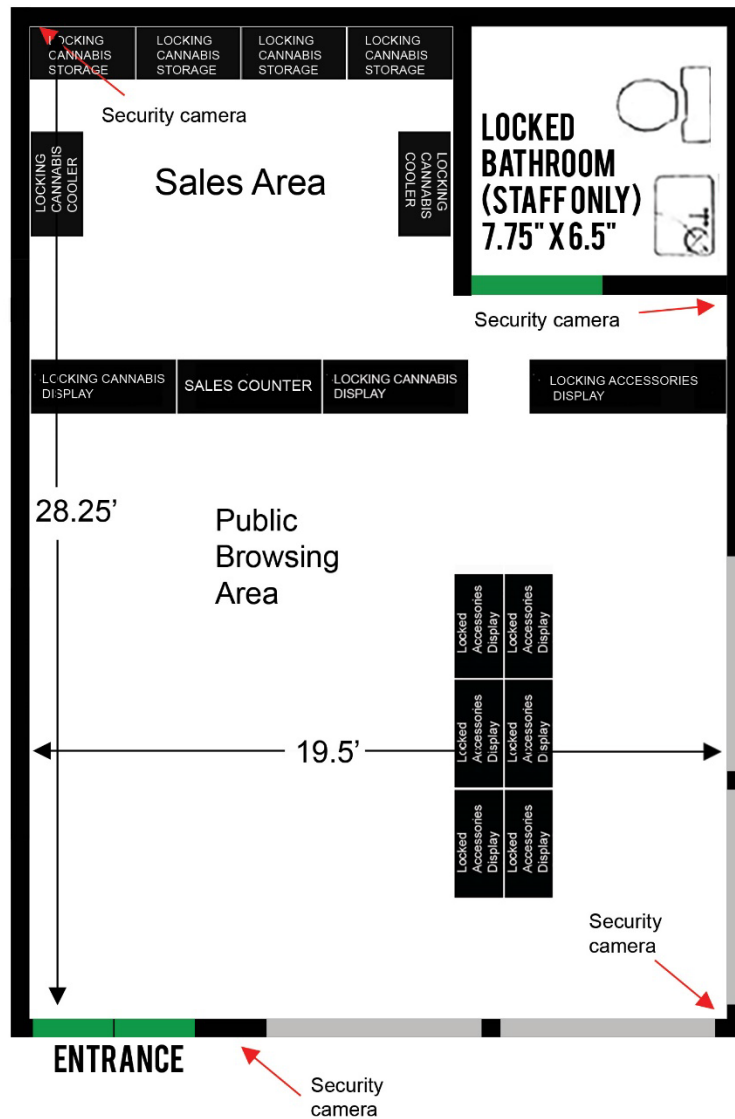 LOCKING
CANNABIS
STORAGE
LOCKING
CANNABIS
STORAGE
LOCKING
CANNABIS
STORAGE
LOCKING
CANNABIS
STORAGE
Security camera
LOCKING
CANNABIS
COOLER
Sales Area
LOCKING
CANNABIS
COOLER
LOCKED
BATHROOM
(STAFF ONLY)
7.75" X 6.5"
Security camera
LOCKING CANNABIS
DISPLAY
SALES COUNTER
LOCKING CANNABIS
DISPLAY
LOCKING ACCESSORIES
DISPLAY
28.25’
Public
Browsing
Area
Locked
Accessories
Display
Locked
Accessories
Display
Locked
Accessories
Display
Locked
Accessories
Display
19.5’
Locked
Accessories
Display
Locked
Accessories
Display
Security
camera
ENTRANCE
Security
camera